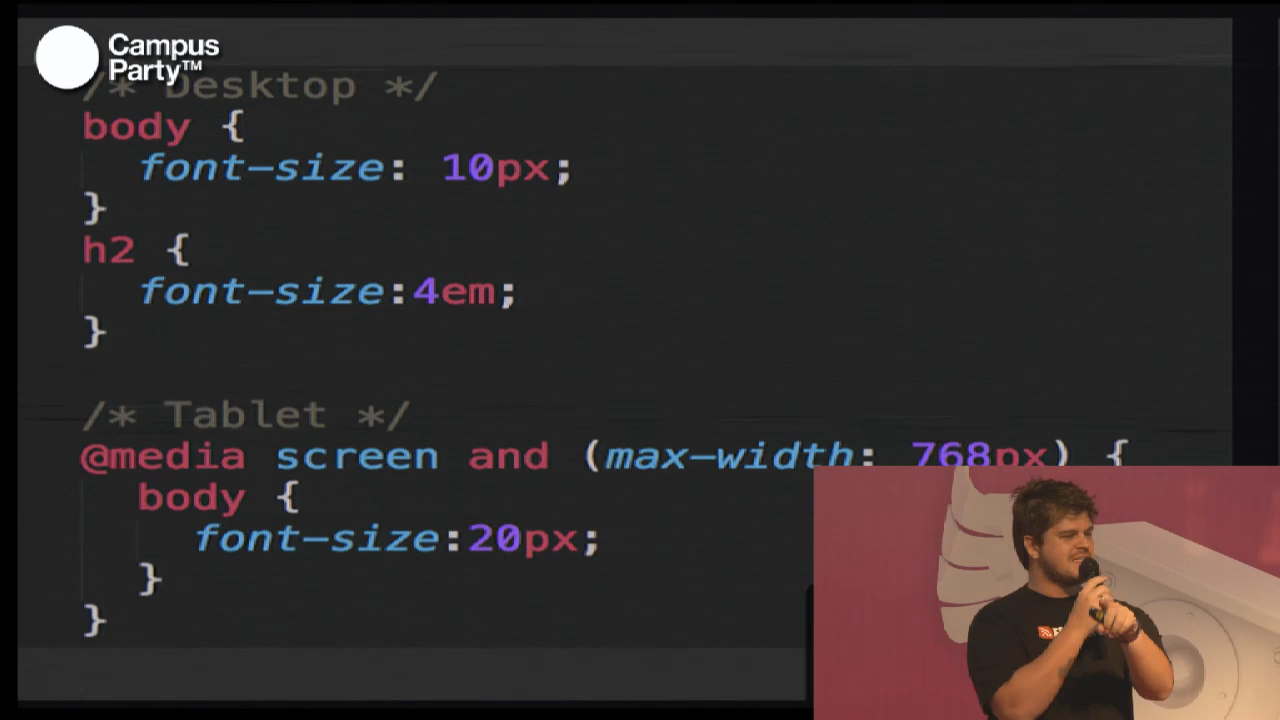 Campus
Party™
/* Desktop */
body {
font-size: 10px;
}
h2 {
font-size:4em;
}
/* Tablet */
@media screen and (max-width: 768px) {
body {
font-size:20px;
}
}